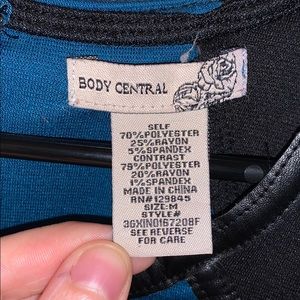 BODY CENTRAL
SELF
70%POLYESTER
25%RAYON
5%SPANDEX
CONTRAST
79%POLYESTER
20%RAYON
1%SPANDEX
MADE IN CHINA
RN#129845
SIZE:M
STYLE#
3GXIN0167208F
SEE REVERSE
FOR CARE